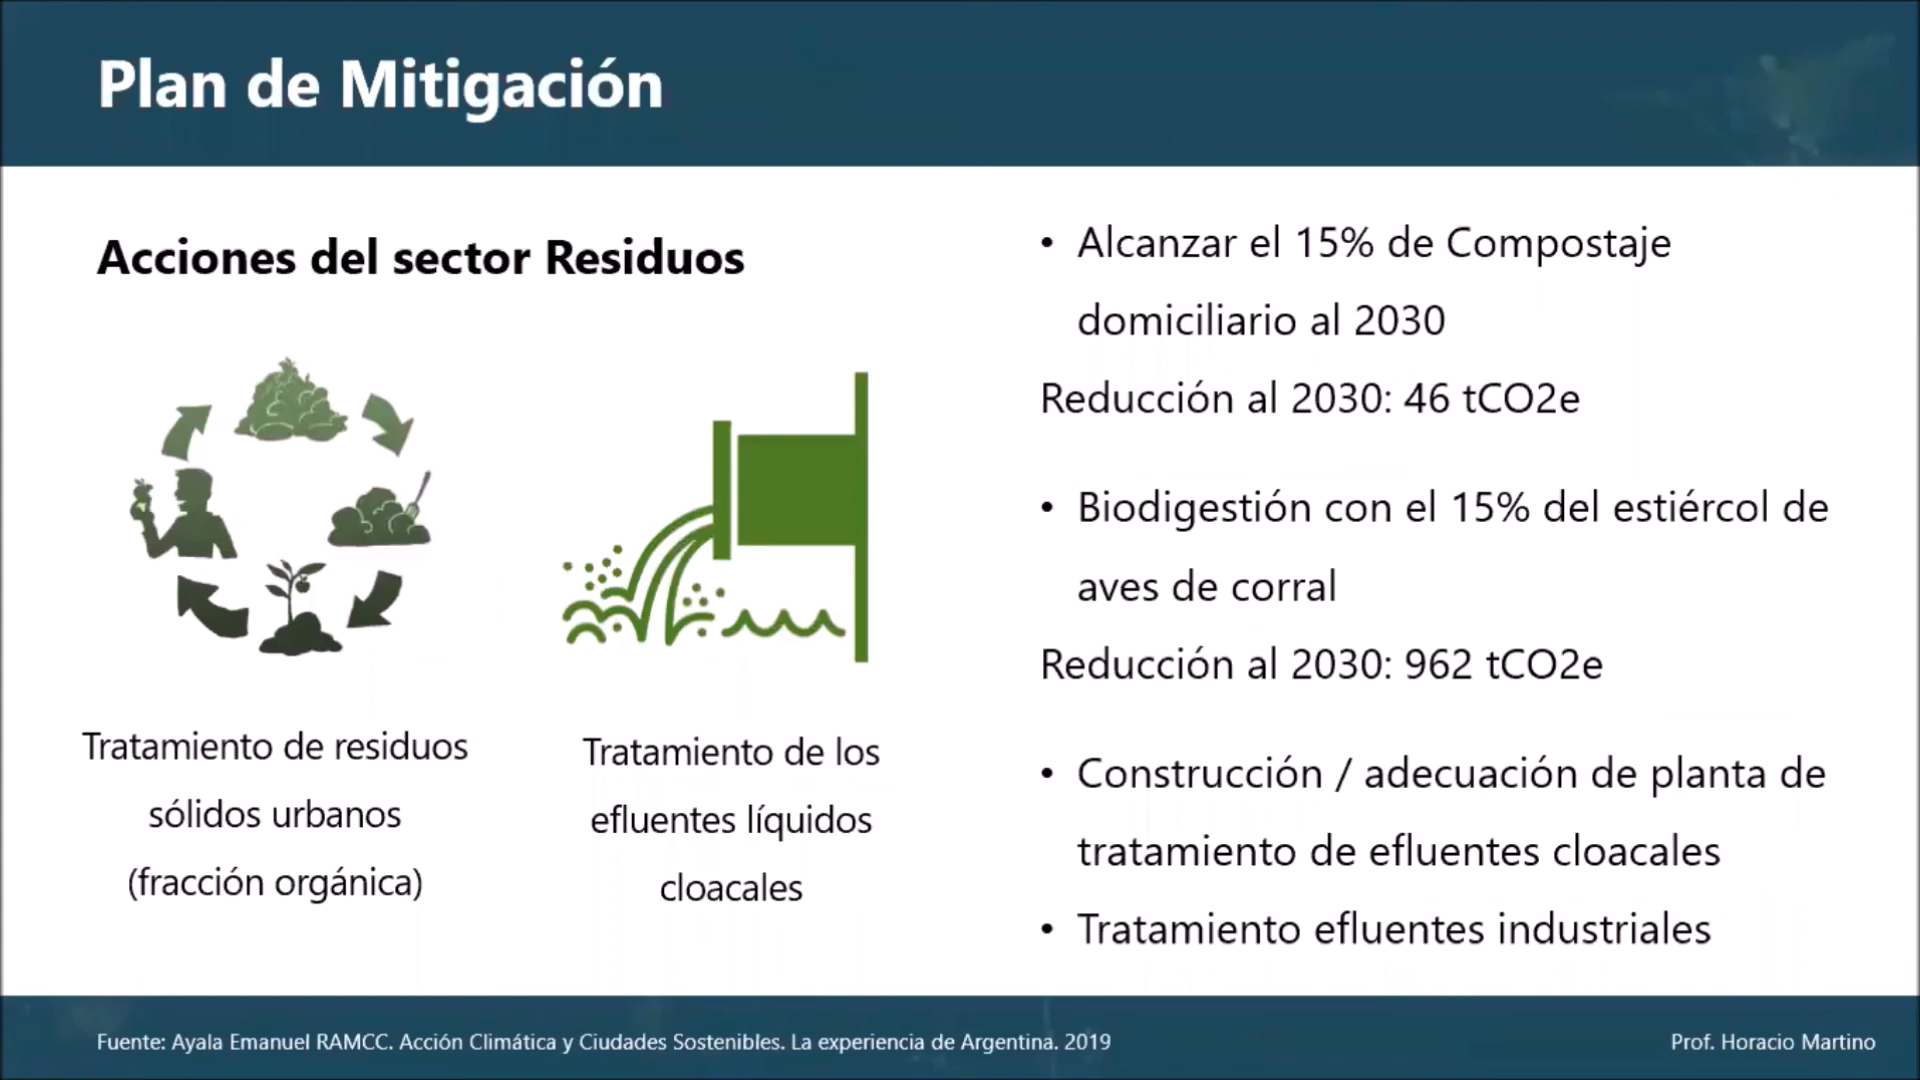 Plan de Mitigación
Acciones del sector Residuos
Tratamiento de residuos
sólidos urbanos
(fracción orgánica)
Tratamiento de los
efluentes líquidos
cloacales
• Alcanzar el 15% de Compostaje
domiciliario al 2030
Reducción al 2030: 46 tCO2e
• Biodigestión con el 15% del estiércol de
aves de corral
Reducción al 2030: 962 tCO2e
• Construcción / adecuación de planta de
tratamiento de efluentes cloacales
• Tratamiento efluentes industriales
Fuente: Ayala Emanuel RAMCC. Acción Climática y Ciudades Sostenibles. La experiencia de Argentina. 2019
Prof. Horacio Martino